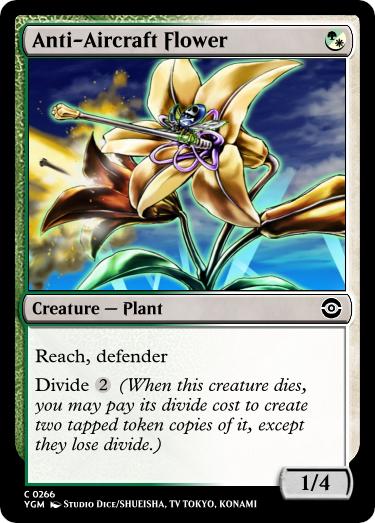 Anti-Aircraft Flower
Creature — Plant
Reach, defender
Divide 2 (When this creature dies,
you may pay its divide cost to create
two tapped token copies of it, except
they lose divide.)
1/4
C 0266
YGM Studio Dice/SHUEISHA, TV TOKYO, KONAMI